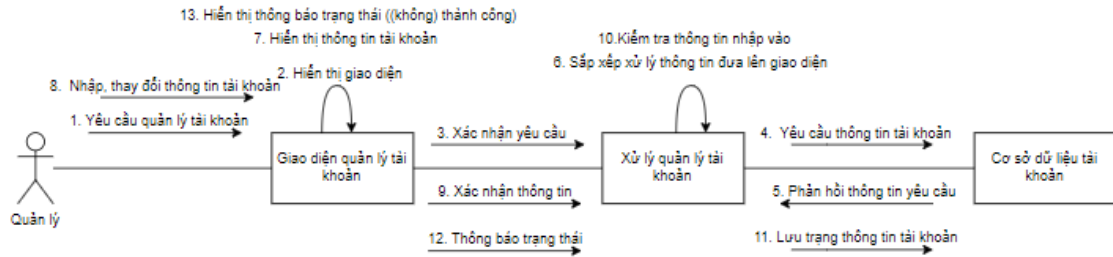 13. Hiển thị thông báo trạng thái ((không) thành công)
7. Hiển thị thông tin tài khoản
10.Kiểm tra thông tin nhập vào
6. Sắp xếp xử lý thông tin đưa lên giao diện
2. Hiển thị giao diện
8. Nhập, thay đổi thông tin tài khoản
1. Yêu cầu quản lý tài khoản
3. Xác nhận yêu cầu
4. Yêu cầu thông tin tài khoản
Giao diện quản lý tài
khoản
Xử lý quản lý tài
khoản
Cơ sở dữ liệu tài
khoản
9. Xác nhận thông tin
5. Phản hồi thông tin yêu cầu
Quản lý
12. Thông báo trạng thái
11. Lưu trạng thông tin tài khoản